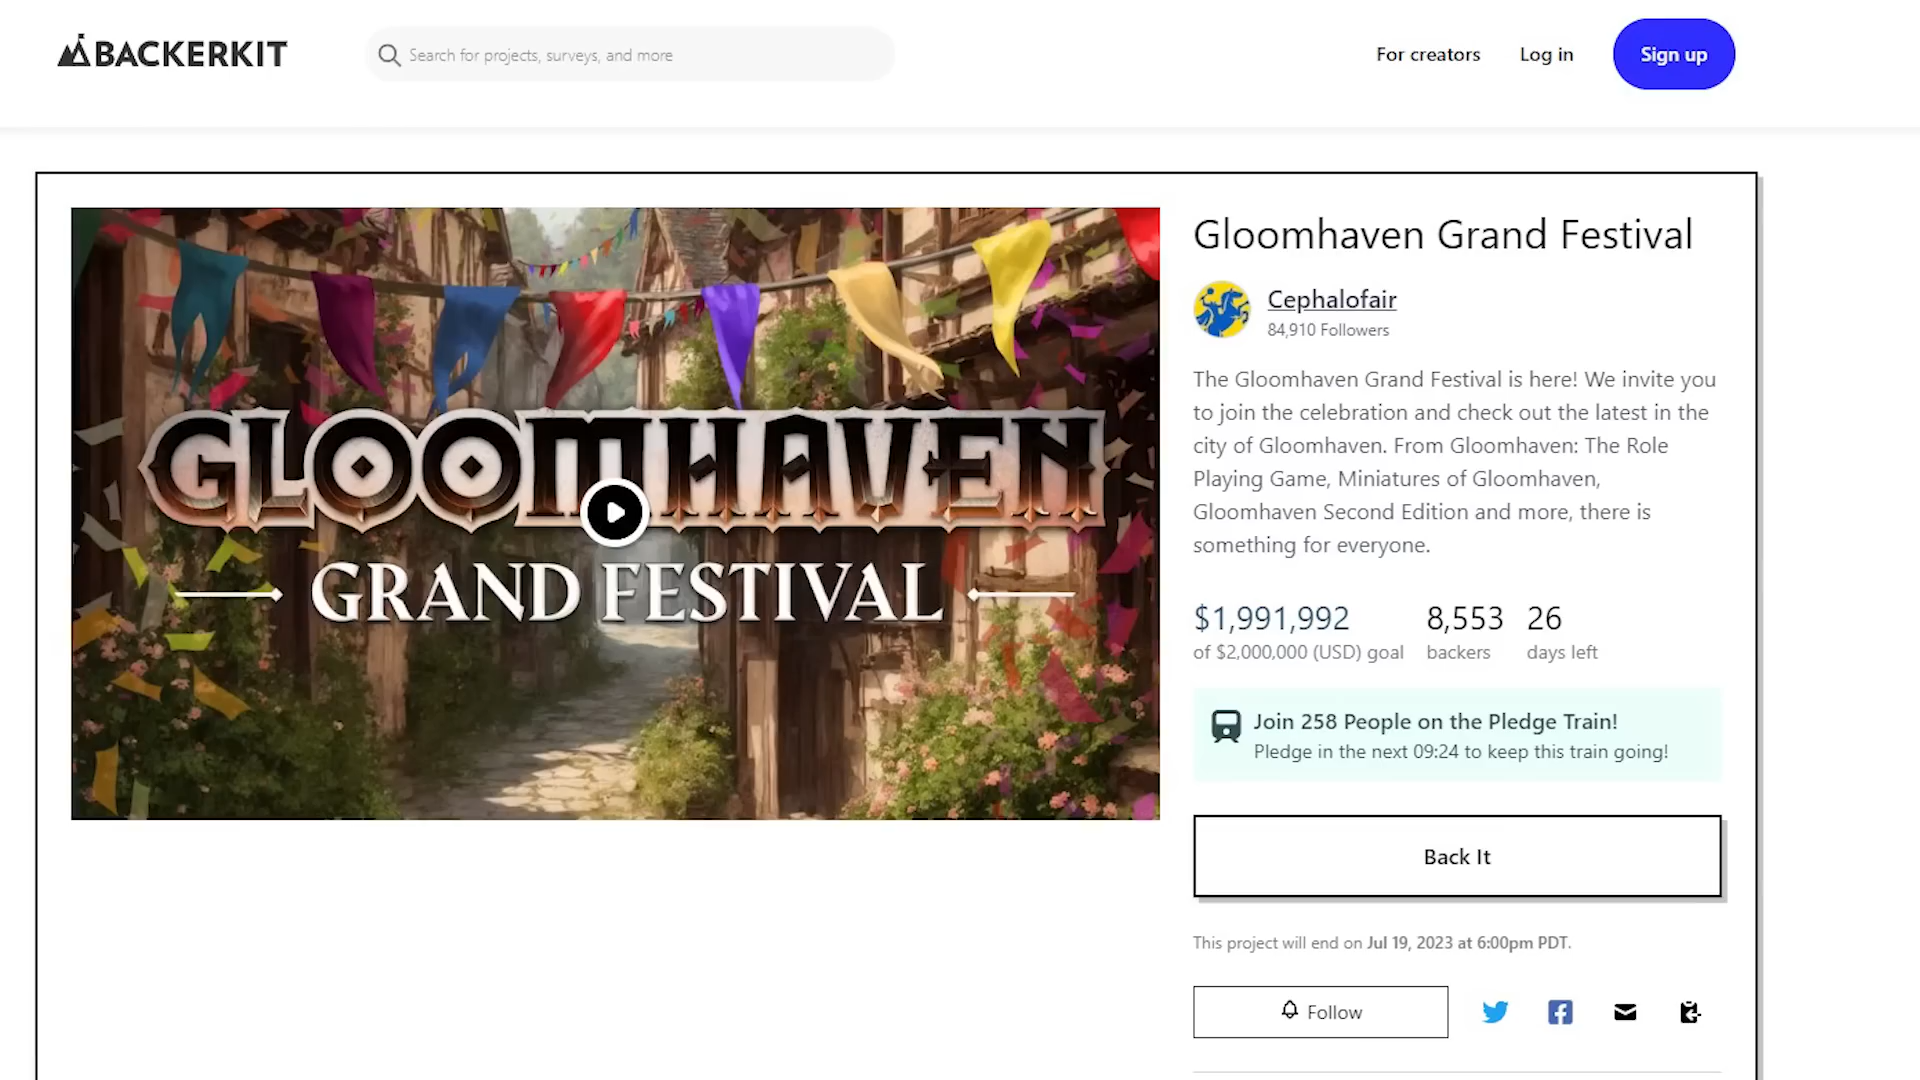 BACKERKIT
Search for projects, surveys, and more
For creators
Log in
Sign up
GLOOMHAVEN
GRAND FESTIVAL
Gloomhaven Grand Festival
Cephalofair
84,910 Followers
The Gloomhaven Grand Festival is here! We invite you
to join the celebration and check out the latest in the
city of Gloomhaven. From Gloomhaven: The Role
Playing Game, Miniatures of Gloomhaven,
Gloomhaven Second Edition and more, there is
something for everyone.
$1,991,992 8,553 26
of $2,000,000 (USD) goal backers days left
Join 258 People on the Pledge Train!
Pledge in the next 09:24 to keep this train going!
Back It
This project will end on Jul 19, 2023 at 6:00pm PDT.
Follow